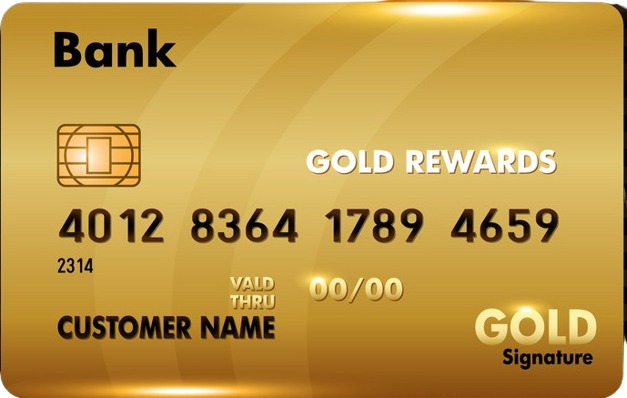 Bank
GOLD REWARDS
4012 8364 1789 4659
2314
VALD
THRU
00/00
CUSTOMER NAME
GOLD
Signature